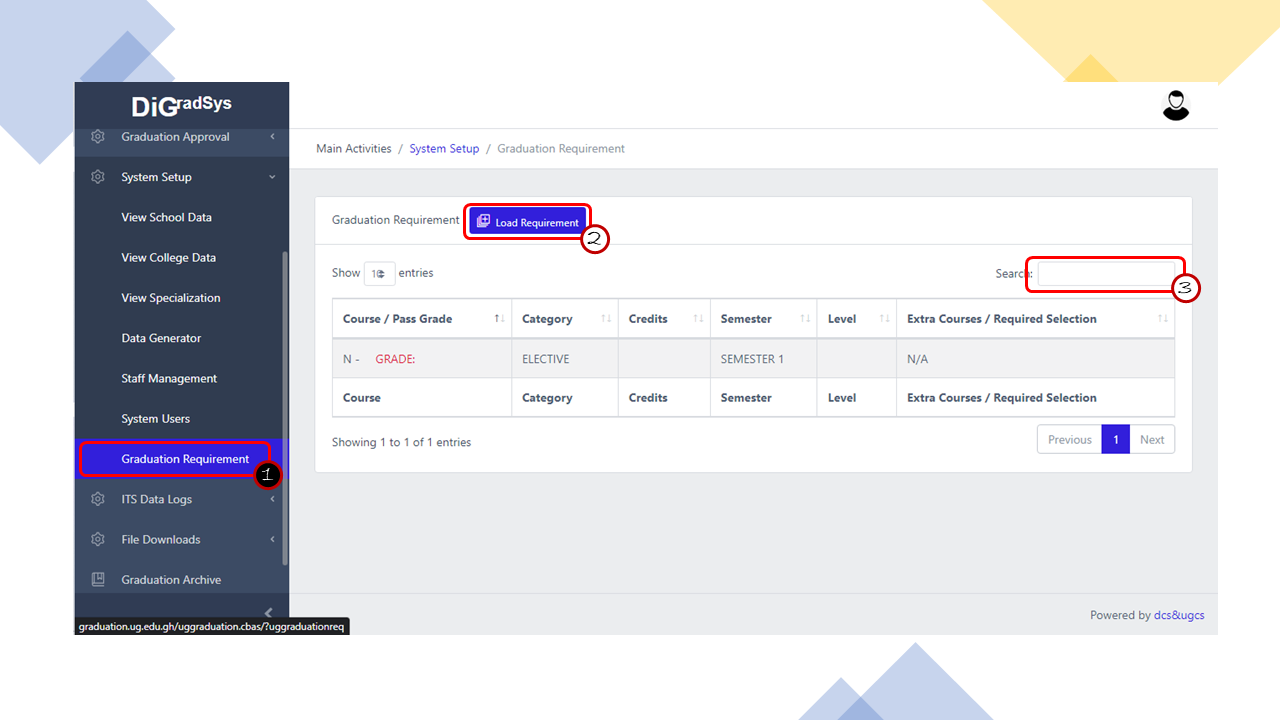 DiGradSys
Graduation Approval
System Setup
View School Data
View College Data
View Specialization
Data Generator
Staff Management
System Users
Graduation Requirement
1
ITS Data Logs
File Downloads
Graduation Archive
graduation.ug.edu.gh/uggraduation.cbas/?uggraduationreq
Main Activities / System Setup / Graduation Requirement
Graduation Requirement Load Requirement
2
Show 10 entries
Search:
3
Course / Pass Grade Category Credits Semester Level Extra Courses / Required Selection
N - GRADE: ELECTIVE SEMESTER 1 N/A
Course Category Credits Semester Level Extra Courses / Required Selection
Showing 1 to 1 of 1 entries
Previous 1 Next
Powered by dcs&ugcs